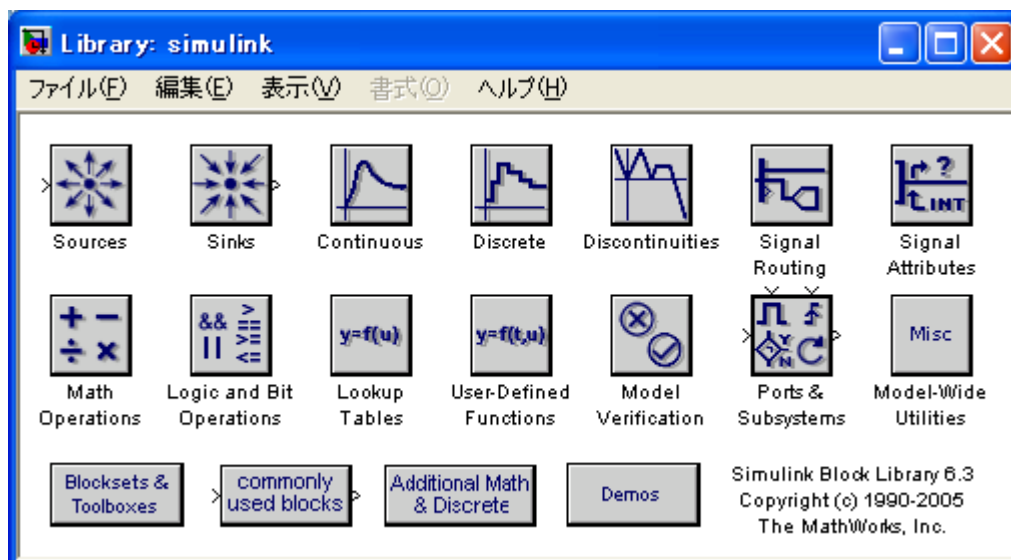 Library: simulink
ファイル(F) 編集(E) 表示(V) 書式(O) ヘルプ(H)
? INT
Sources Sinks Continuous Discrete Discontinuities Signal Routing Signal Attributes
+ − && > == >= <= || ÷ × y=f(u) y=f(t,u) Y N Misc
Math Operations Logic and Bit Operations Lookup Tables User-Defined Functions Model Verification Ports & Subsystems Model-Wide Utilities
Blocksets & Toolboxes
commonly used blocks
Additional Math & Discrete
Demos
Simulink Block Library 6.3
Copyright (c) 1990-2005
The MathWorks, Inc.